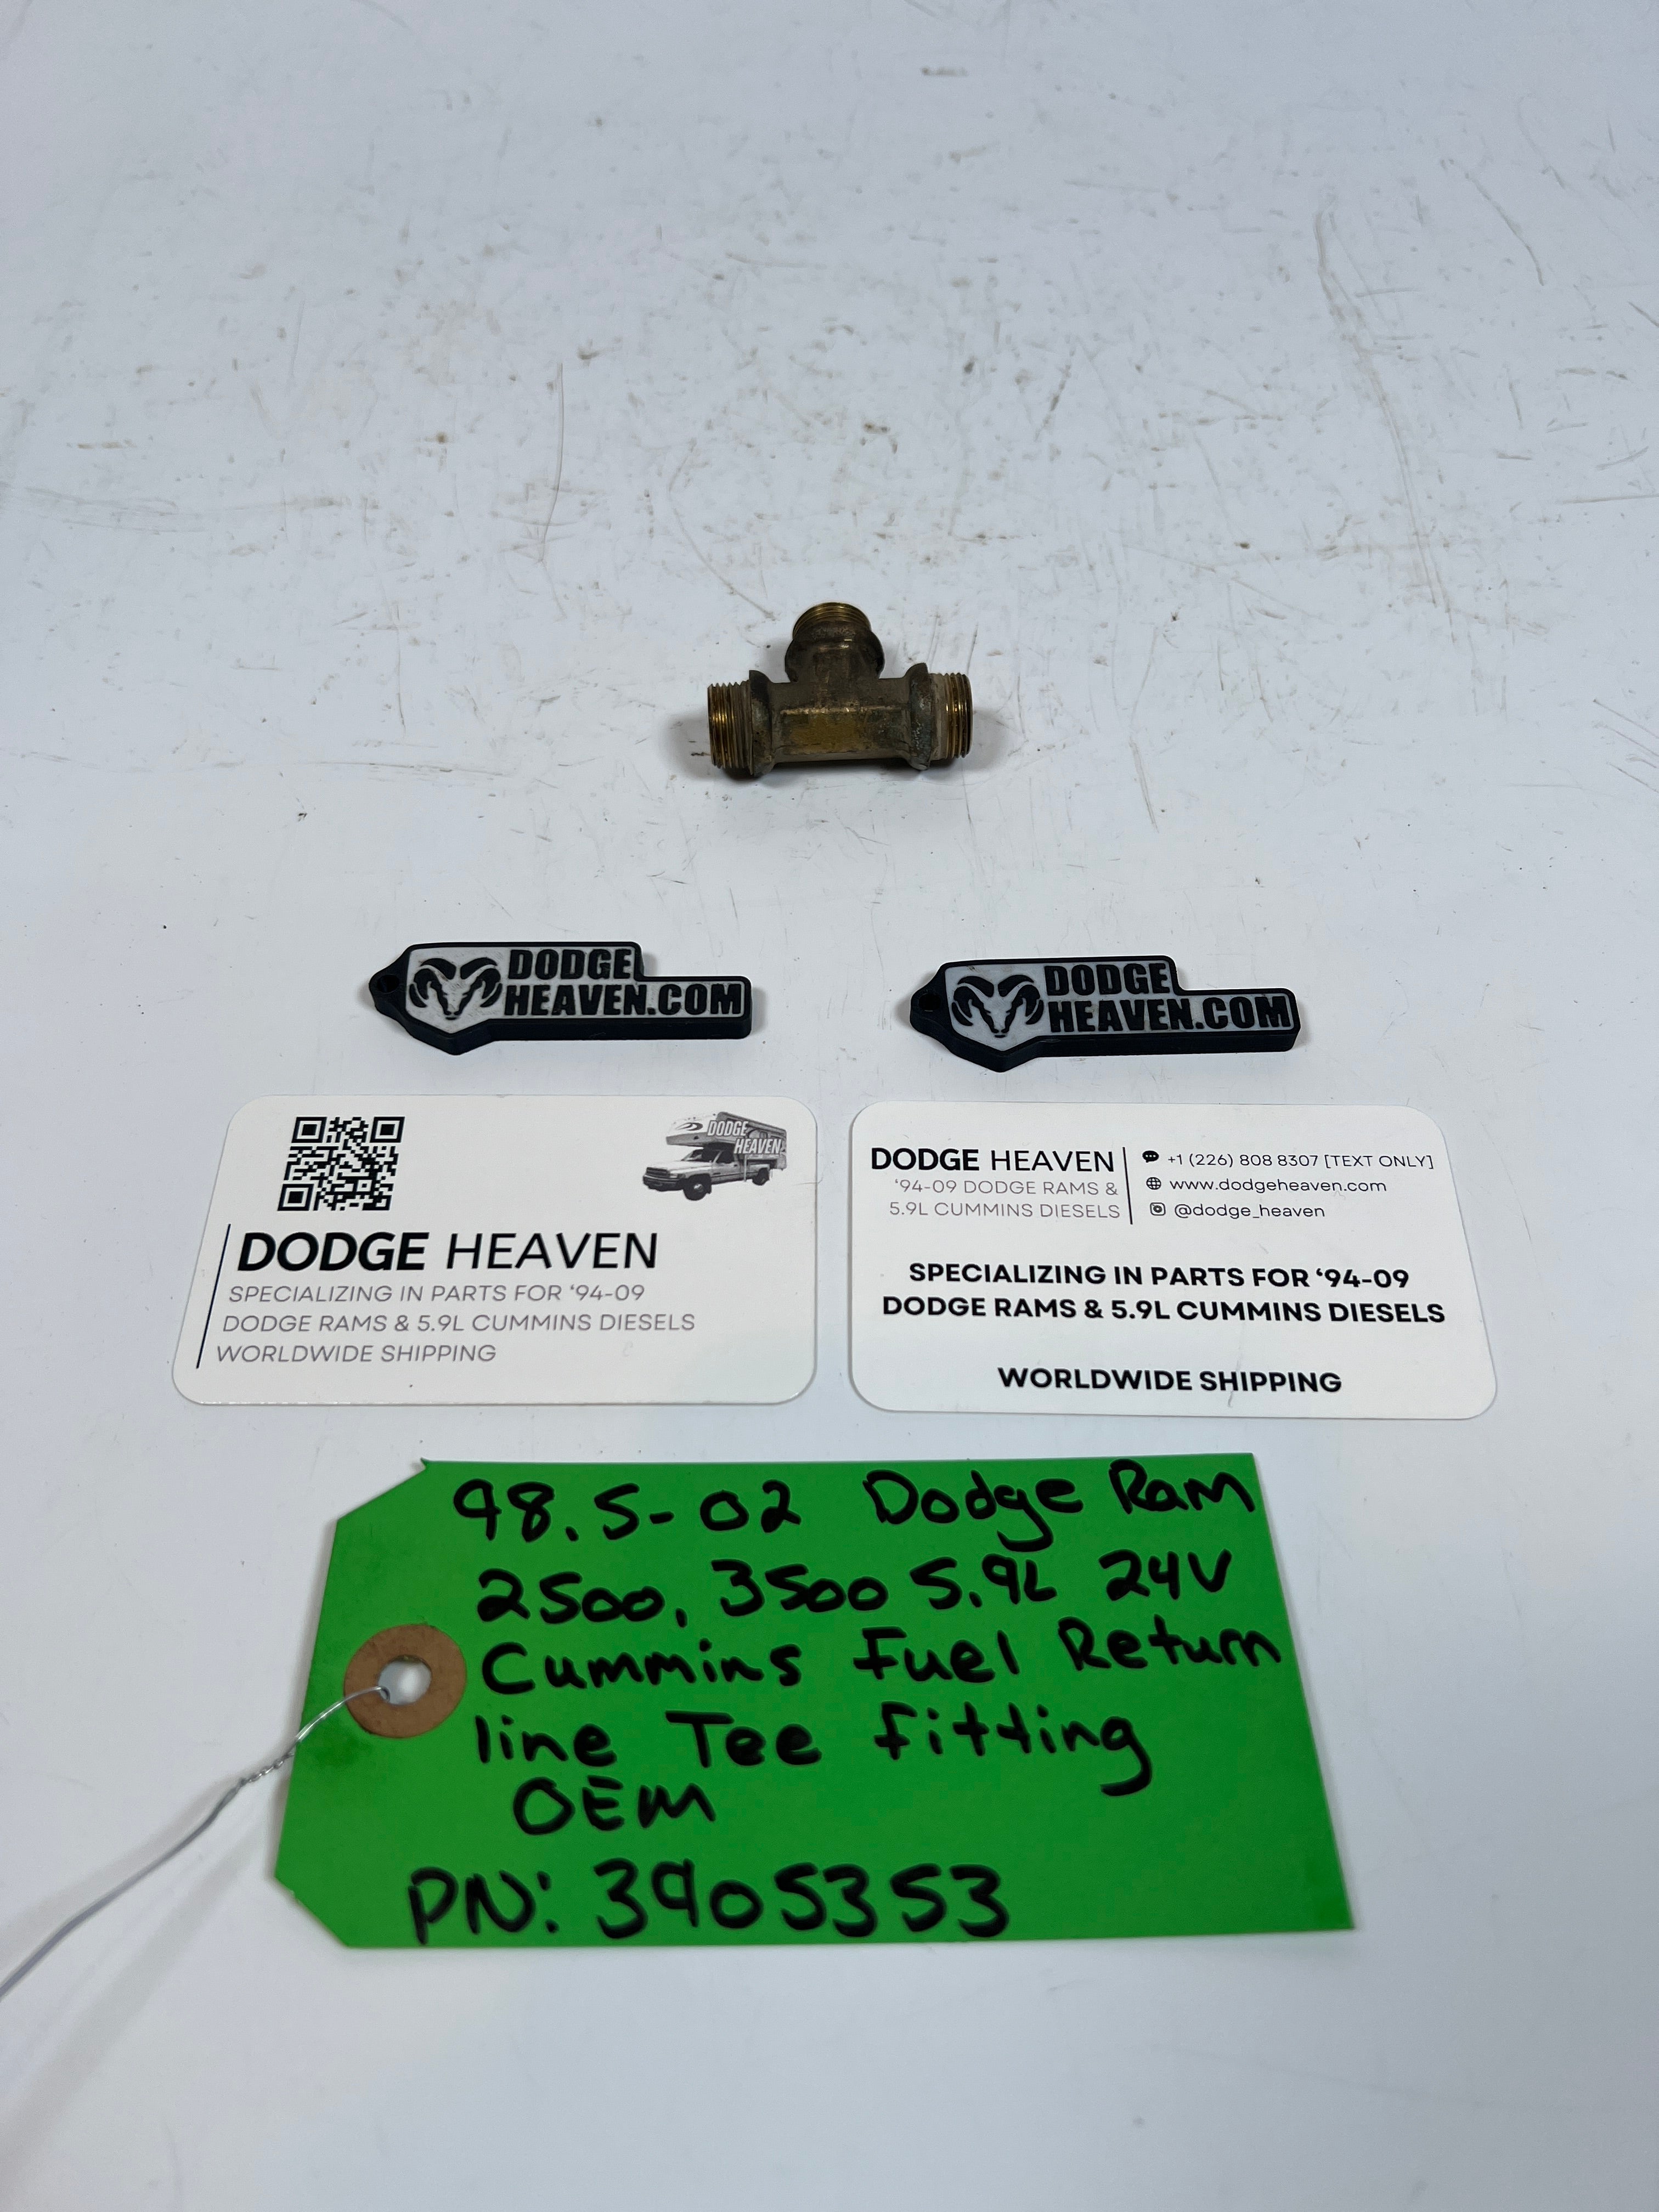 DODGE
HEAVEN.COM
DODGE
HEAVEN.COM
DODGE
HEAVEN
DODGE HEAVEN
SPECIALIZING IN PARTS FOR ‘94-09
DODGE RAMS & 5.9L CUMMINS DIESELS
WORLDWIDE SHIPPING
DODGE HEAVEN
‘94-09 DODGE RAMS &
5.9L CUMMINS DIESELS
+1 (226) 808 8307 [TEXT ONLY]
www.dodgeheaven.com
@dodge_heaven
SPECIALIZING IN PARTS FOR ‘94-09
DODGE RAMS & 5.9L CUMMINS DIESELS
WORLDWIDE SHIPPING
98.5-02 Dodge Ram
2500, 3500 5.9L 24V
Cummins Fuel Return
line Tee fitting
OEM
PN: 3905353